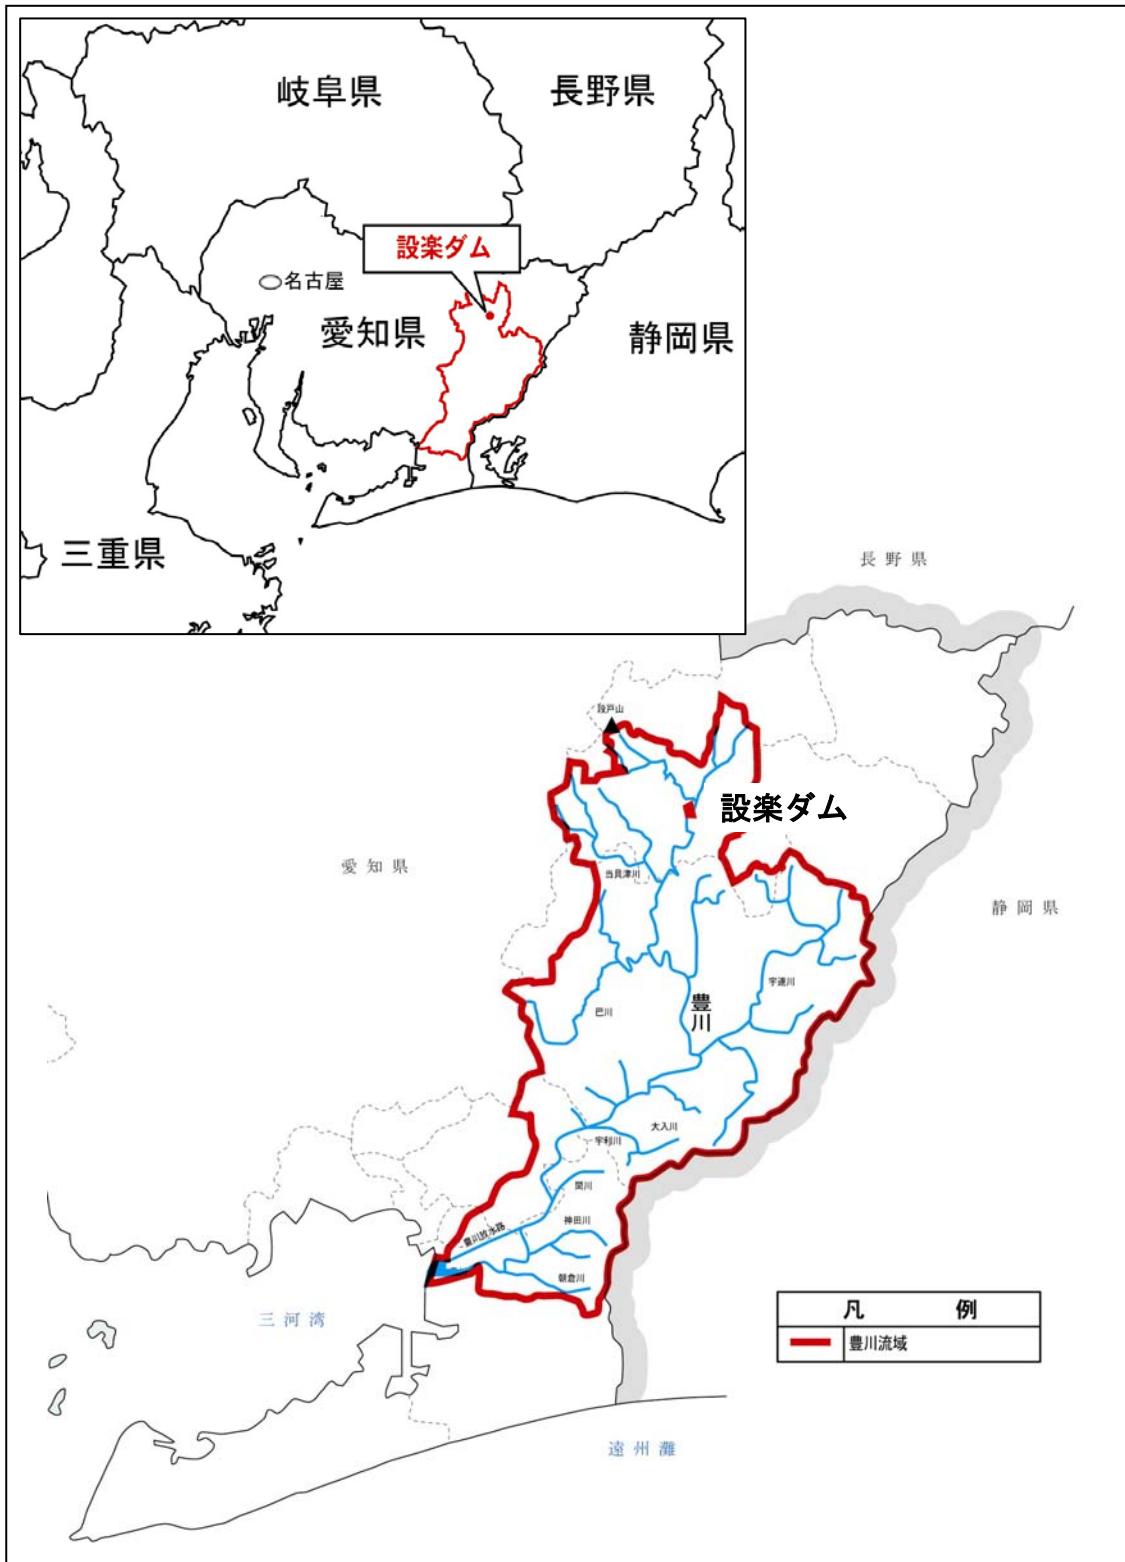 岐阜県
長野県
設楽ダム
名古屋
愛知県
静岡県
三重県
長野県
段戸山
設楽ダム
愛知県
当貝津川
静岡県
宇連川
豊川
巴川
大入川
宇利川
間川
神田川
豊川放水路
朝倉川
三河湾
凡 例
豊川流域
遠州灘